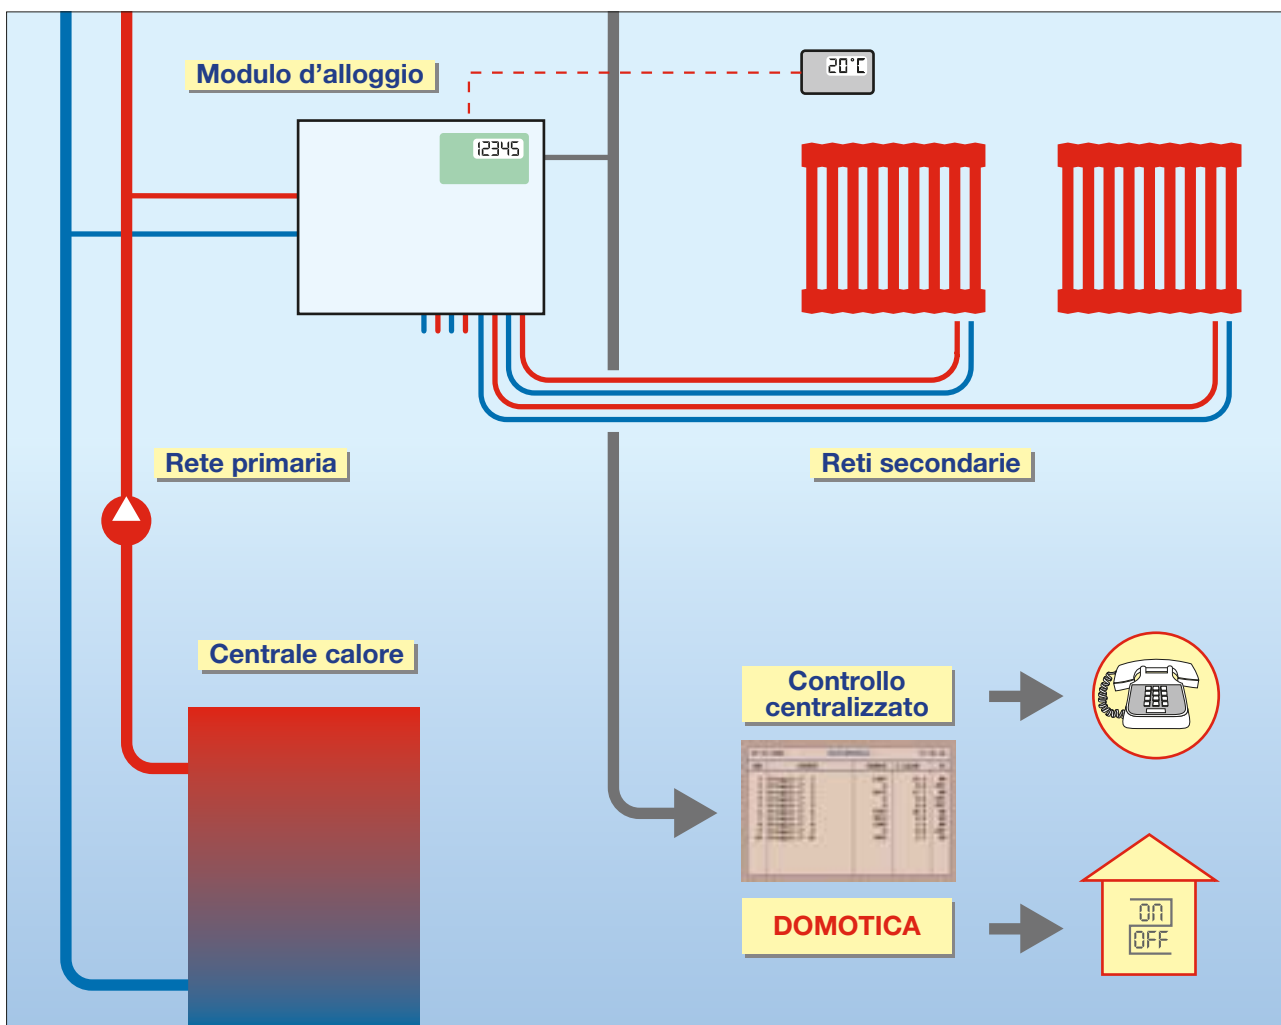 Modulo d'alloggio
20°C
12345
Rete primaria
Reti secondarie
Centrale calore
Controllo
centralizzato
DOMOTICA
ON
OFF